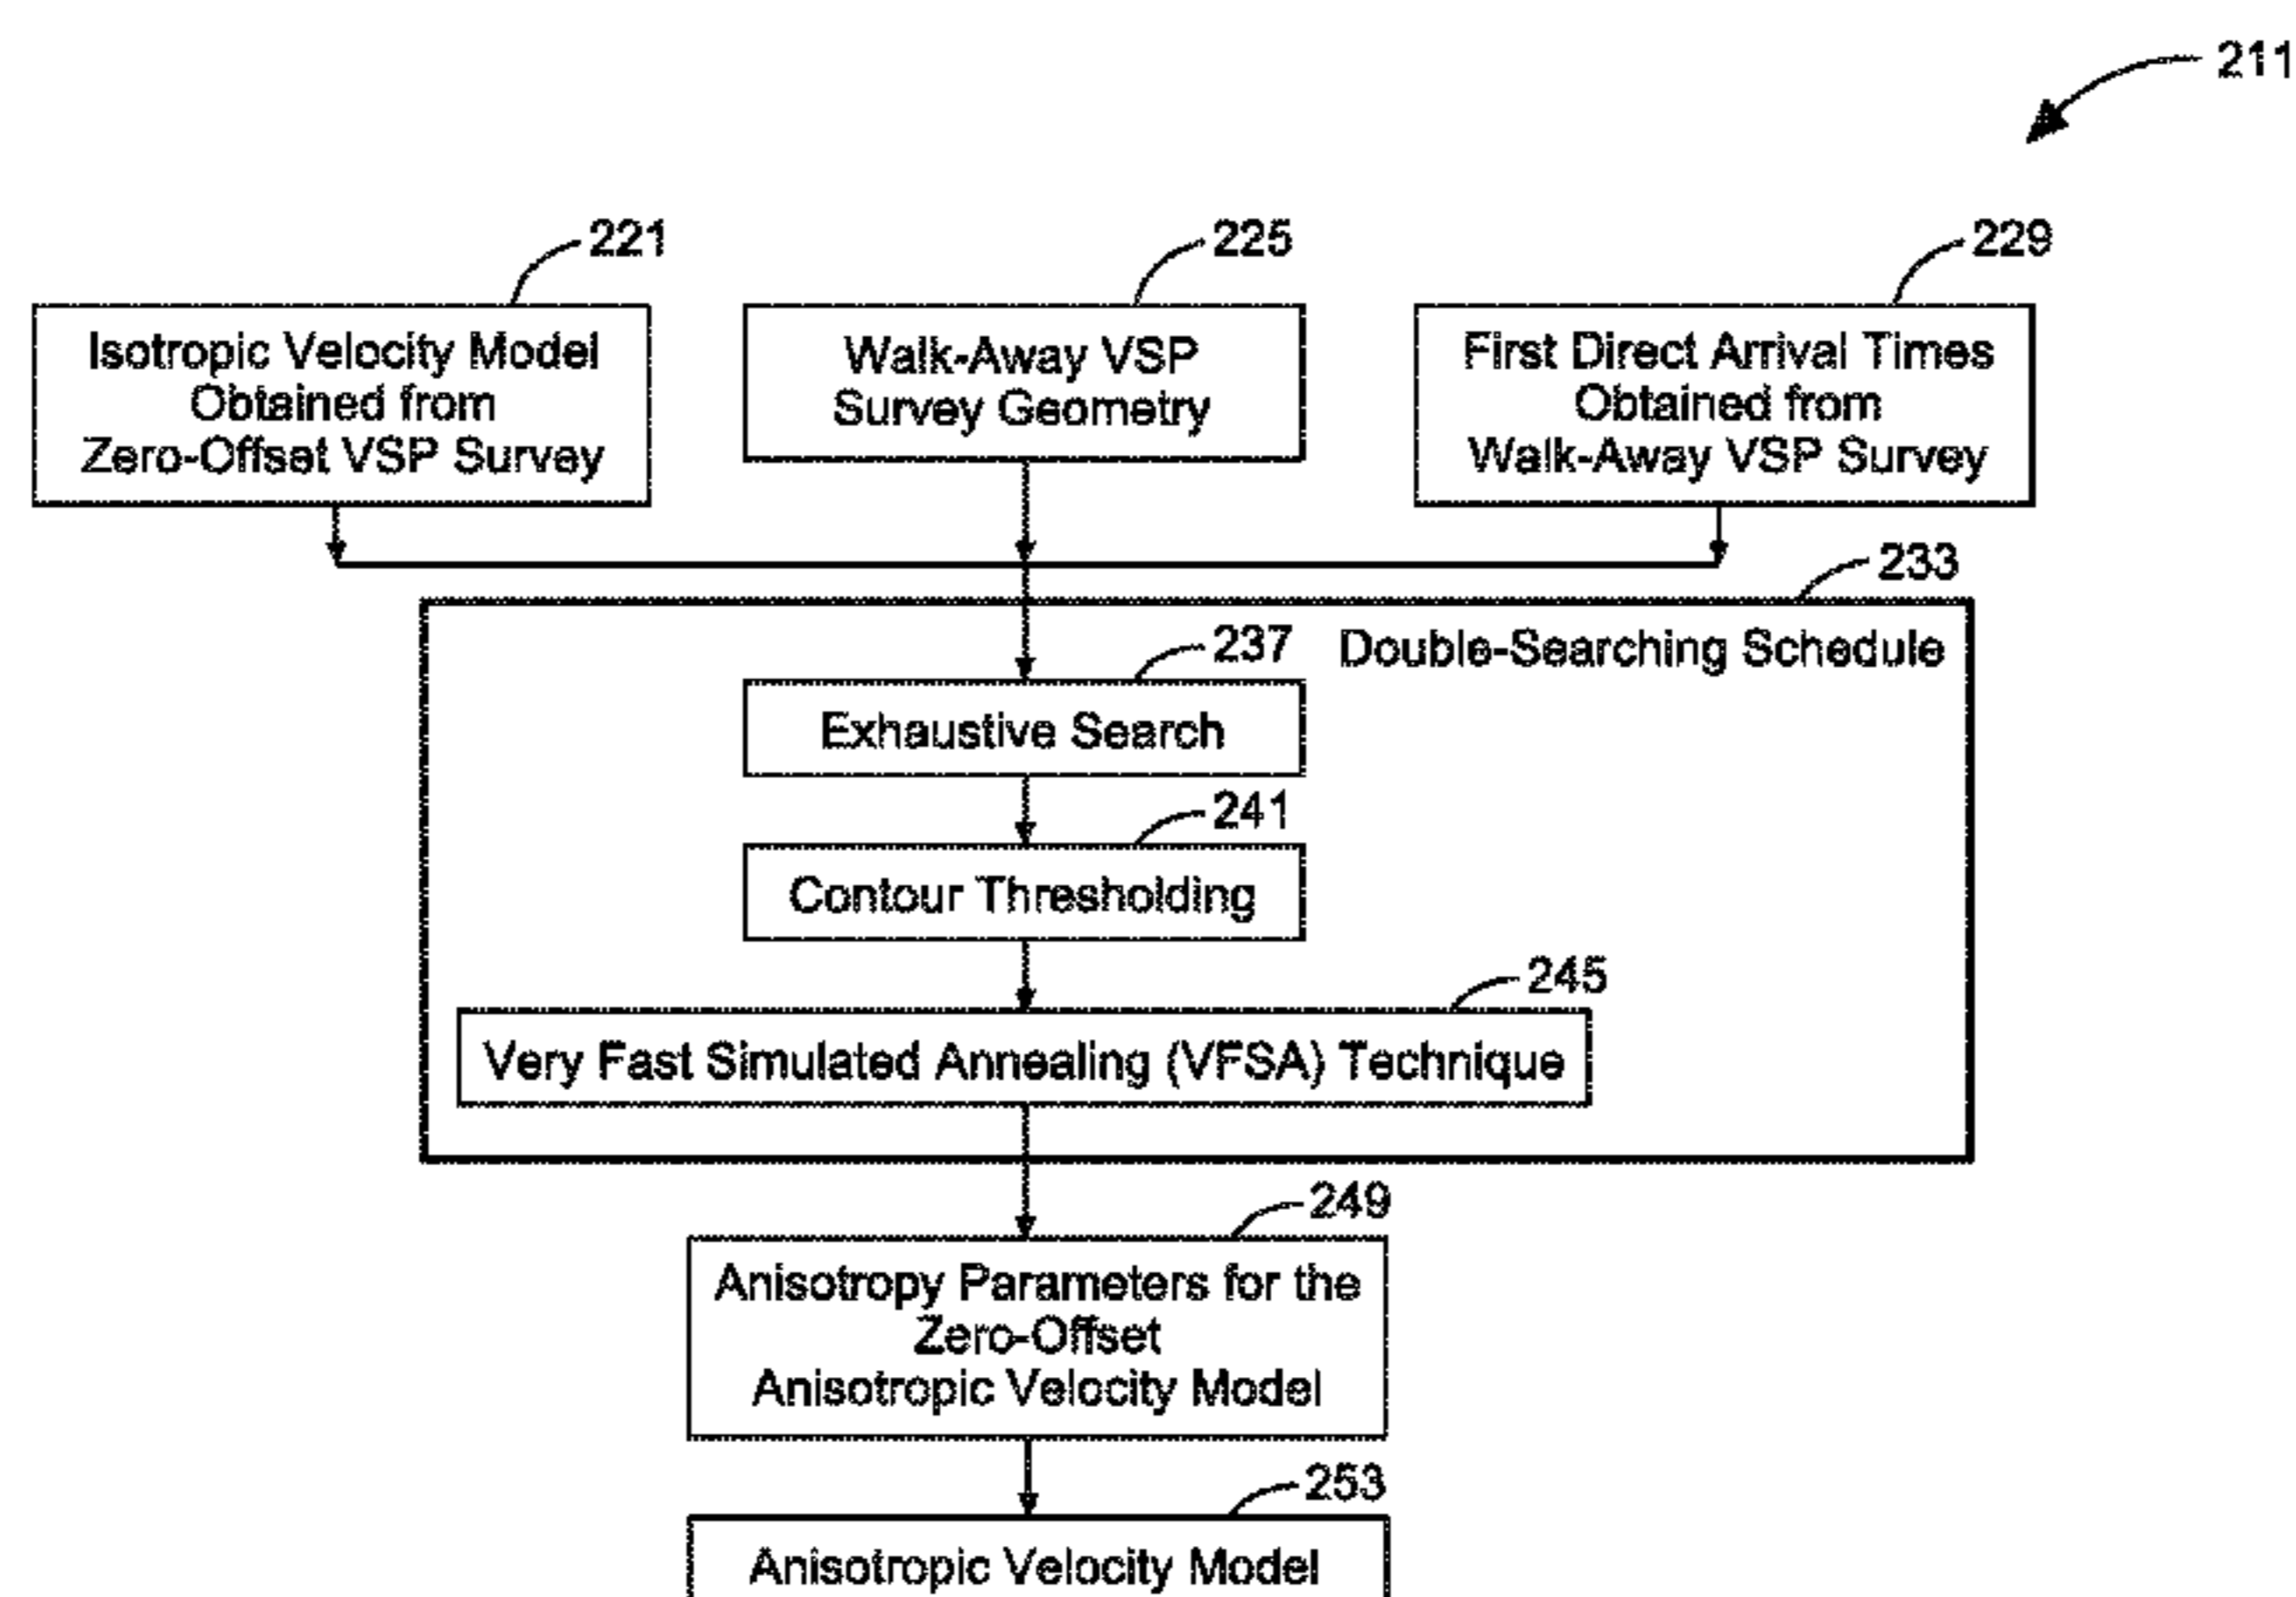 211
221
225
229
Isotropic Velocity Model
Obtained from
Zero-Offset VSP Survey
Walk-Away VSP
Survey Geometry
First Direct Arrival Times
Obtained from
Walk-Away VSP Survey
233
Double-Searching Schedule
237
Exhaustive Search
241
Contour Thresholding
245
Very Fast Simulated Annealing (VFSA) Technique
249
Anisotropy Parameters for the
Zero-Offset
Anisotropic Velocity Model
253
Anisotropic Velocity Model